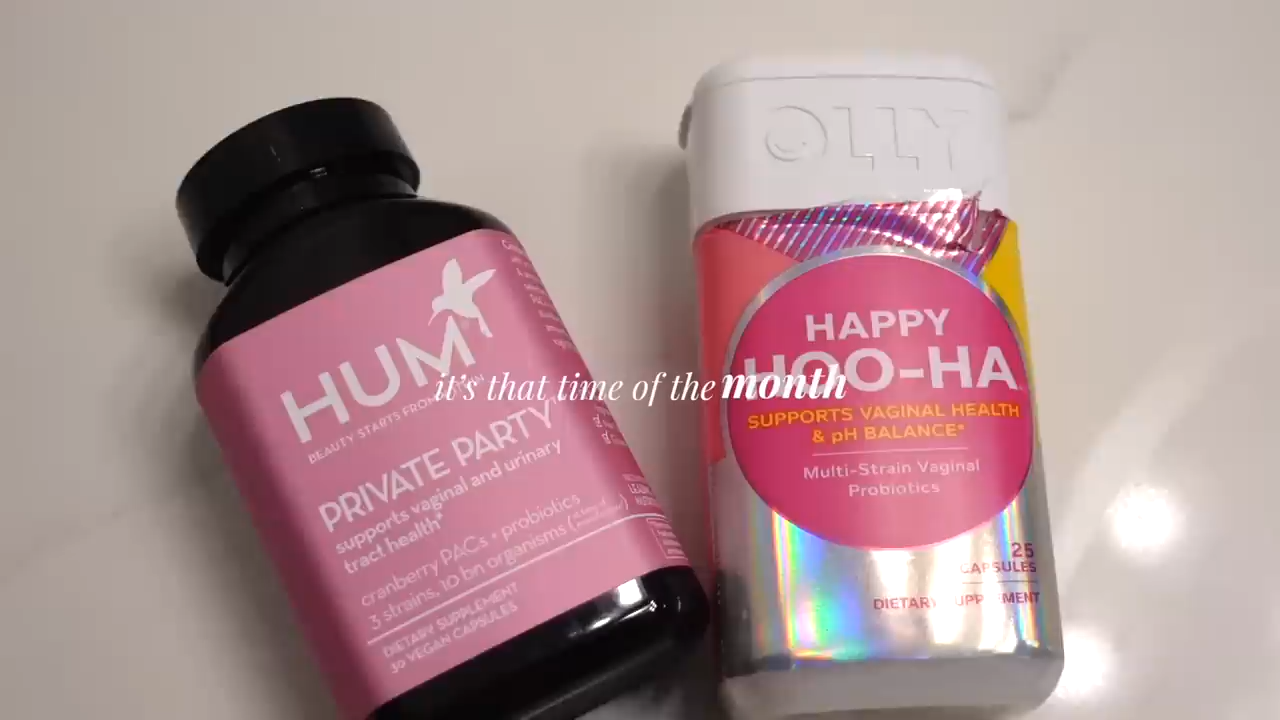 HUM
BEAUTY STARTS FROM
PRIVATE PARTY
supports vaginal and urinary
tract health*
cranberry PACs • probiotics
3 strains, 10 bn organisms
DIETARY SUPPLEMENT
30 VEGAN CAPSULES
it's that time of the month
OLLY
HAPPY
HOO-HA
SUPPORTS VAGINAL HEALTH
& pH BALANCE*
Multi-Strain Vaginal
Probiotics
25
CAPSULES
DIETARY SUPPLEMENT